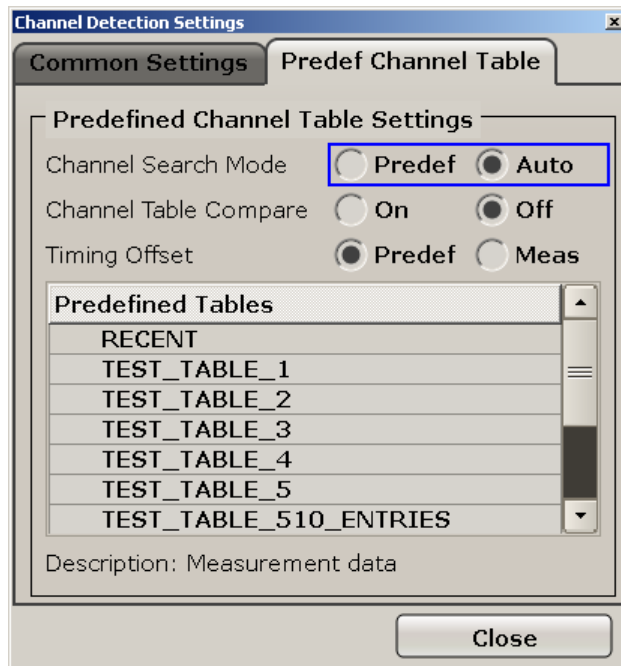 Channel Detection Settings
Common Settings Predef Channel Table
Predefined Channel Table Settings
Channel Search Mode Predef Auto
Channel Table Compare On Off
Timing Offset Predef Meas
Predefined Tables
RECENT
TEST_TABLE_1
TEST_TABLE_2
TEST_TABLE_3
TEST_TABLE_4
TEST_TABLE_5
TEST_TABLE_510_ENTRIES
Description: Measurement data
Close